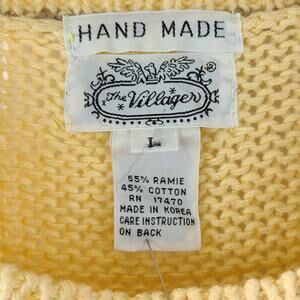 HAND MADE
The Villager
®
L
55% RAMIE
45% COTTON
RN 17470
MADE IN KOREA
CARE INSTRUCTION
ON BACK